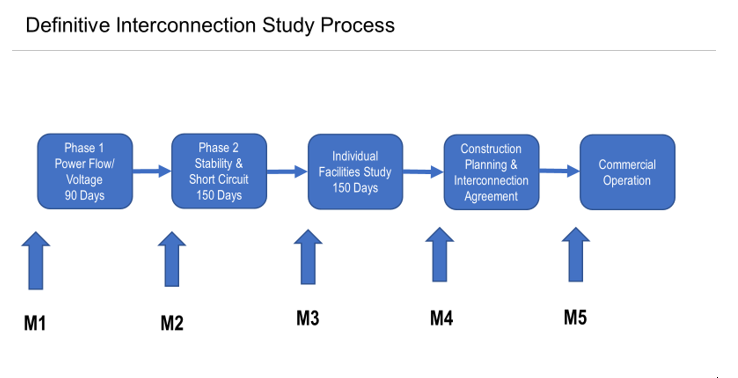 Definitive Interconnection Study Process
Phase 1
Power Flow/
Voltage
90 Days
Phase 2
Stability &
Short Circuit
150 Days
Individual
Facilities Study
150 Days
Construction
Planning &
Interconnection
Agreement
Commercial
Operation
M1
M2
M3
M4
M5